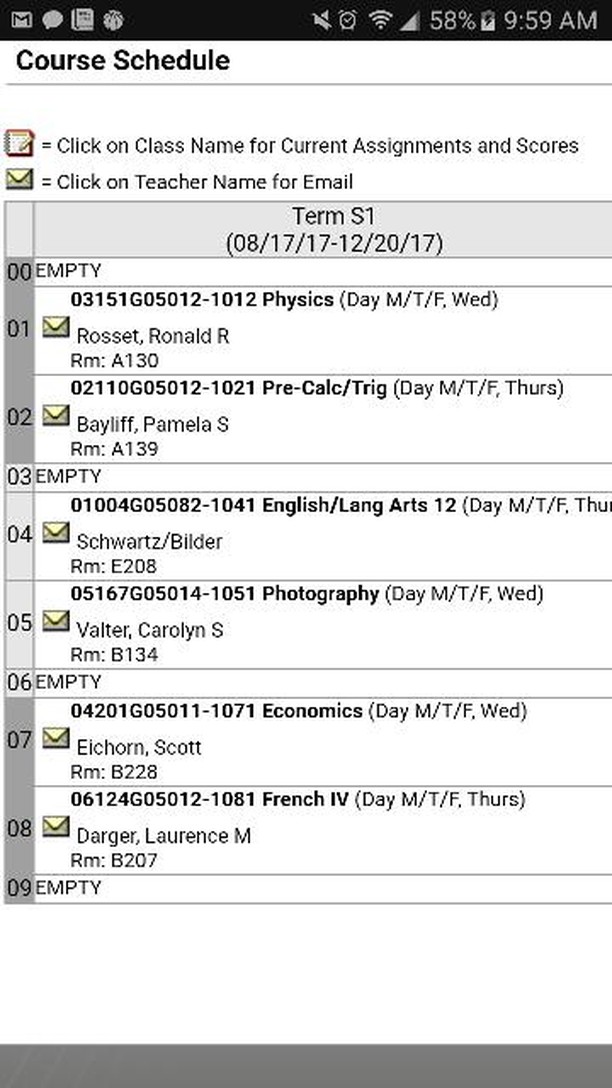 58% 9:59 AM
Course Schedule
= Click on Class Name for Current Assignments and Scores
= Click on Teacher Name for Email
Term S1
(08/17/17-12/20/17)
00 EMPTY
03151G05012-1012 Physics (Day M/T/F, Wed)
01 Rosset, Ronald R
Rm: A130
02110G05012-1021 Pre-Calc/Trig (Day M/T/F, Thurs)
02 Bayliff, Pamela S
Rm: A139
03 EMPTY
01004G05082-1041 English/Lang Arts 12 (Day M/T/F, Thur
04 Schwartz/Bilder
Rm: E208
05167G05014-1051 Photography (Day M/T/F, Wed)
05 Valter, Carolyn S
Rm: B134
06 EMPTY
04201G05011-1071 Economics (Day M/T/F, Wed)
07 Eichorn, Scott
Rm: B228
06124G05012-1081 French IV (Day M/T/F, Thurs)
08 Darger, Laurence M
Rm: B207
09 EMPTY